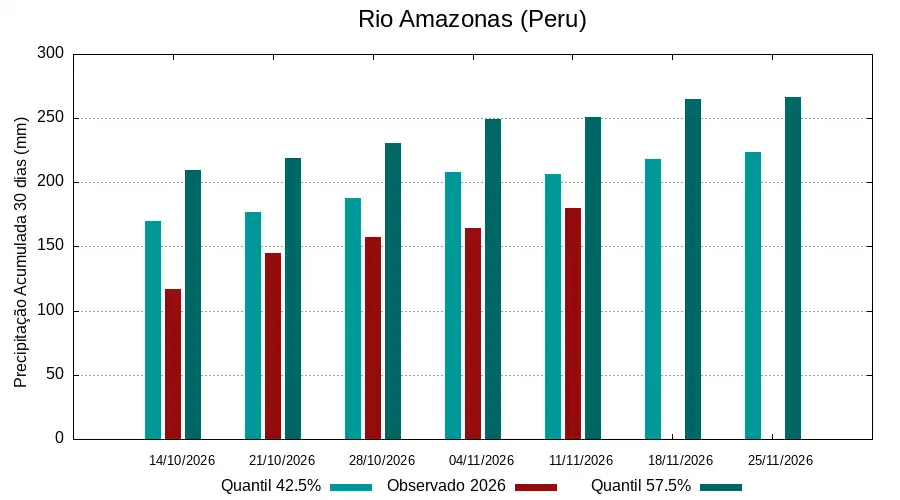 Rio Amazonas (Peru)
Precipitação Acumulada 30 dias (mm)
300
250
200
150
100
50
0
14/10/2026 21/10/2026 28/10/2026 04/11/2026 11/11/2026 18/11/2026 25/11/2026
Quantil 42.5% Observado 2026 Quantil 57.5%